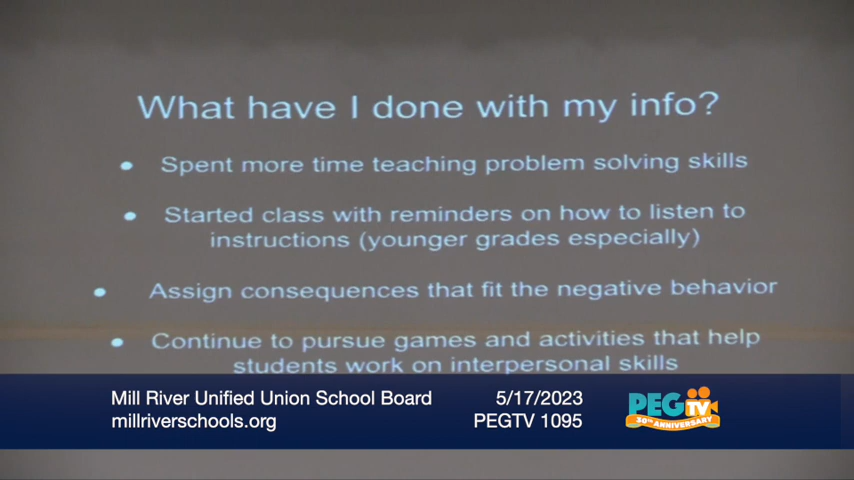 What have I done with my info?
● Spent more time teaching problem solving skills
● Started class with reminders on how to listen to
instructions (younger grades especially)
● Assign consequences that fit the negative behavior
● Continue to pursue games and activities that help
students work on interpersonal skills
Mill River Unified Union School Board 5/17/2023
millriverschools.org PEGTV 1095
PEG TV
30TH ANNIVERSARY